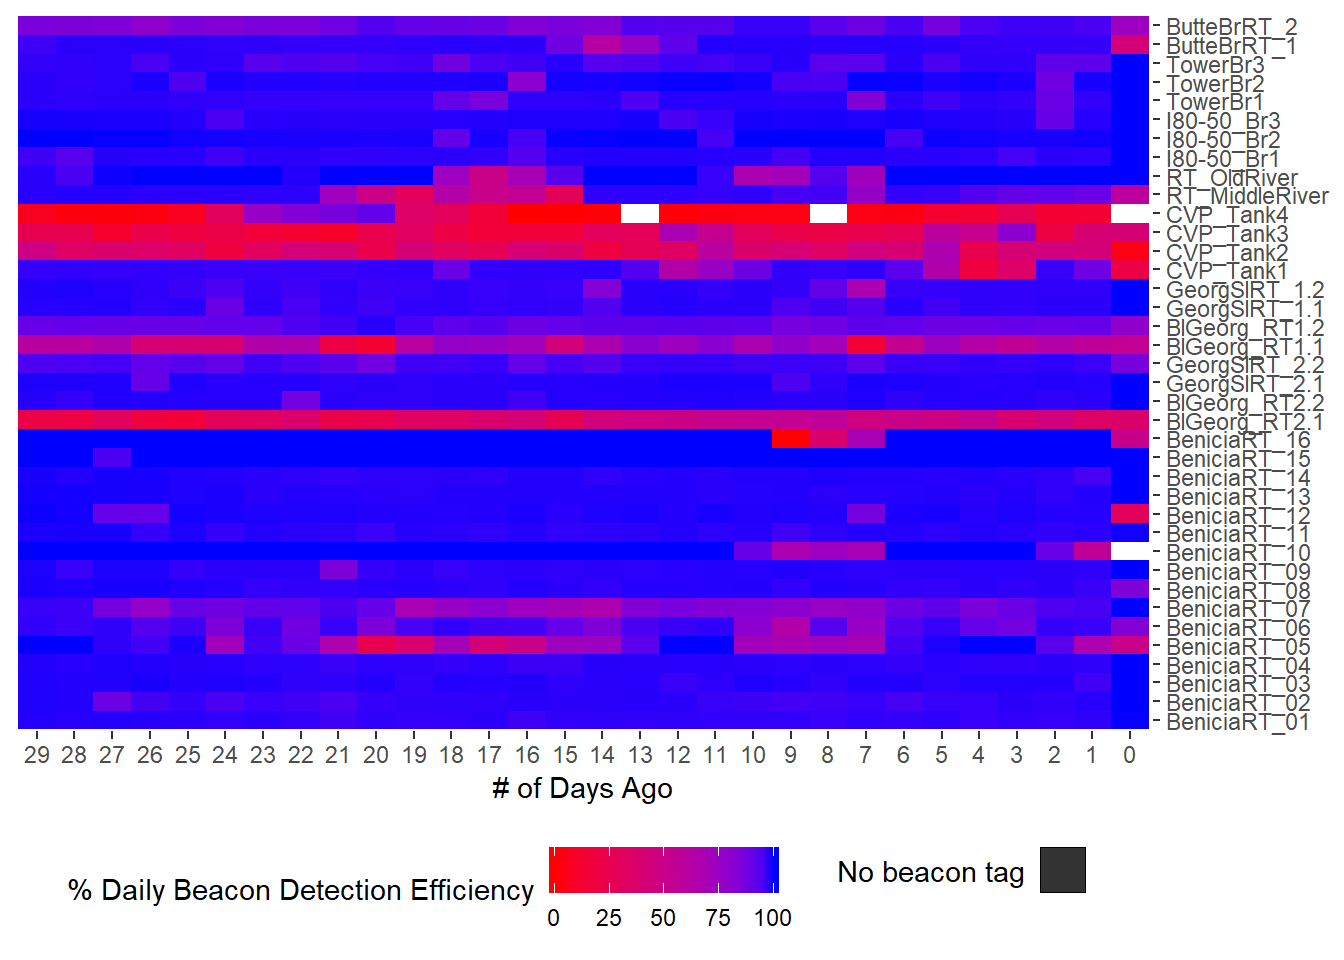 ButteBrRT_2
ButteBrRT_1
TowerBr3
TowerBr2
TowerBr1
I80-50_Br3
I80-50_Br2
I80-50_Br1
RT_OldRiver
RT_MiddleRiver
CVP_Tank4
CVP_Tank3
CVP_Tank2
CVP_Tank1
GeorgSlRT_1.2
GeorgSlRT_1.1
BlGeorg_RT1.2
BlGeorg_RT1.1
GeorgSlRT_2.2
GeorgSlRT_2.1
BlGeorg_RT2.2
BlGeorg_RT2.1
BeniciaRT_16
BeniciaRT_15
BeniciaRT_14
BeniciaRT_13
BeniciaRT_12
BeniciaRT_11
BeniciaRT_10
BeniciaRT_09
BeniciaRT_08
BeniciaRT_07
BeniciaRT_06
BeniciaRT_05
BeniciaRT_04
BeniciaRT_03
BeniciaRT_02
BeniciaRT_01
29 28 27 26 25 24 23 22 21 20 19 18 17 16 15 14 13 12 11 10 9 8 7 6 5 4 3 2 1 0
# of Days Ago
% Daily Beacon Detection Efficiency
0 25 50 75 100
No beacon tag